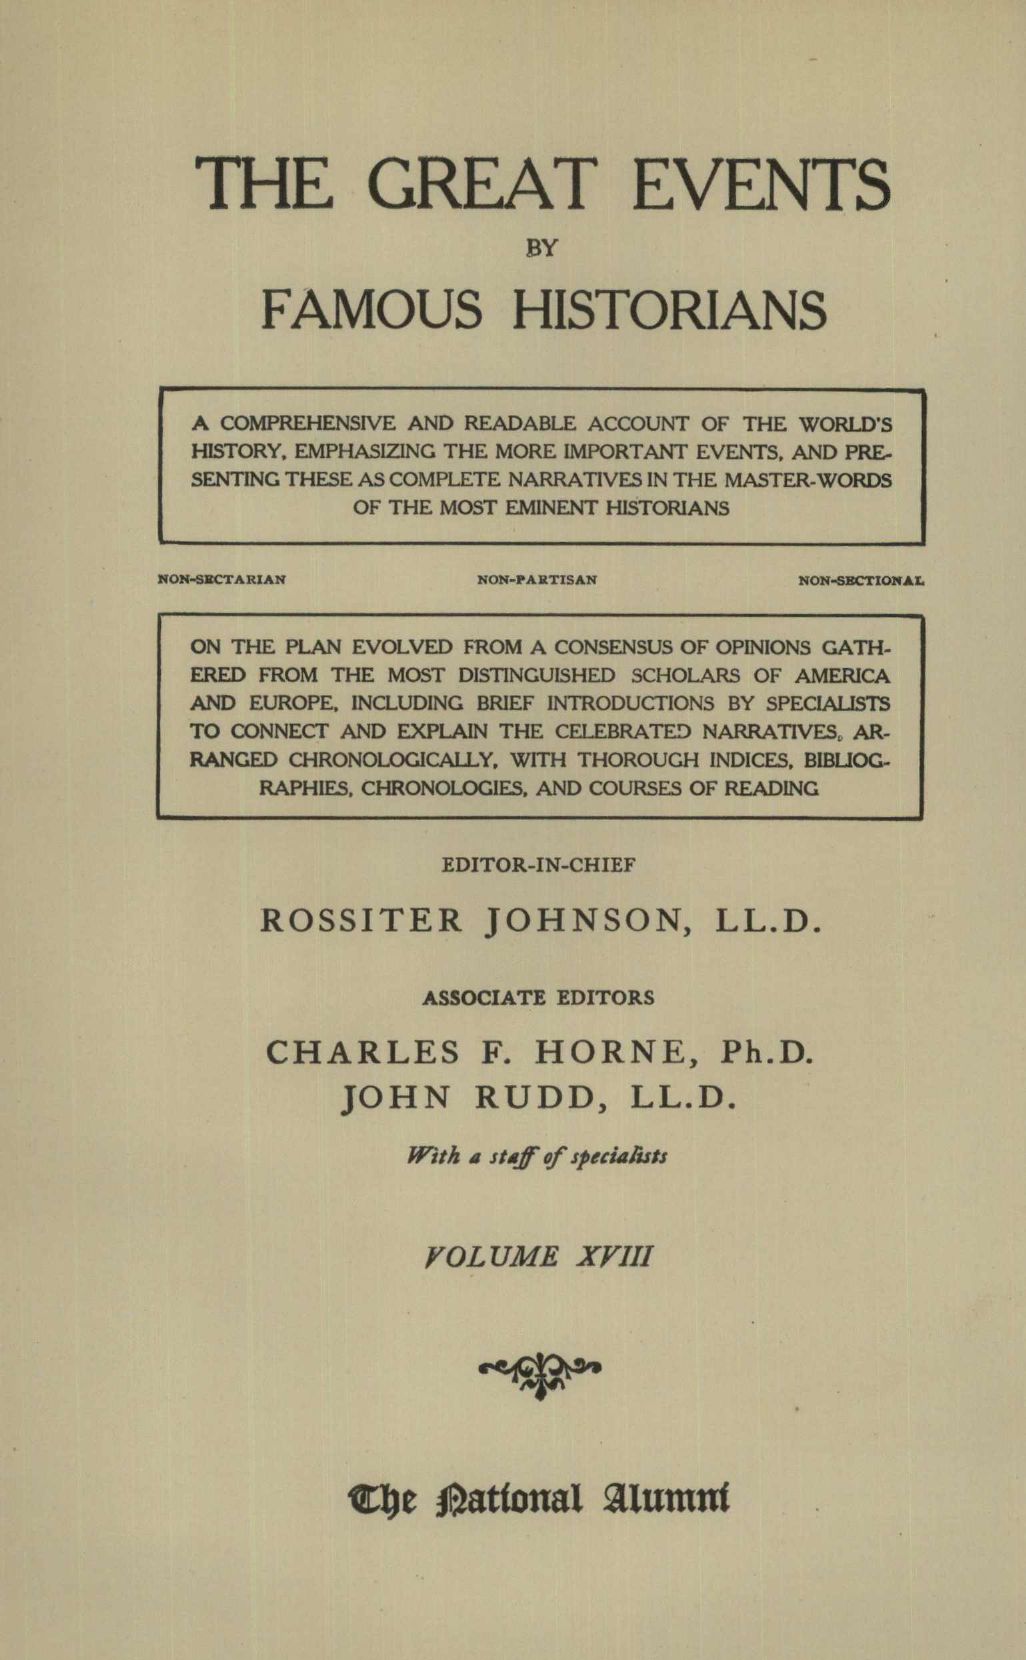 THE GREAT EVENTS
BY
FAMOUS HISTORIANS
A COMPREHENSIVE AND READABLE ACCOUNT OF THE WORLD'S
HISTORY, EMPHASIZING THE MORE IMPORTANT EVENTS, AND PRE-
SENTING THESE AS COMPLETE NARRATIVES IN THE MASTER-WORDS
OF THE MOST EMINENT HISTORIANS
NON-SECTARIAN NON-PARTISAN NON-SECTIONAL
ON THE PLAN EVOLVED FROM A CONSENSUS OF OPINIONS GATH-
ERED FROM THE MOST DISTINGUISHED SCHOLARS OF AMERICA
AND EUROPE, INCLUDING BRIEF INTRODUCTIONS BY SPECIALISTS
TO CONNECT AND EXPLAIN THE CELEBRATED NARRATIVES, AR-
RANGED CHRONOLOGICALLY, WITH THOROUGH INDICES, BIBLIOG-
RAPHIES, CHRONOLOGIES, AND COURSES OF READING
EDITOR-IN-CHIEF
ROSSITER JOHNSON, LL.D.
ASSOCIATE EDITORS
CHARLES F. HORNE, Ph.D.
JOHN RUDD, LL.D.
With a staff of specialists
VOLUME XVIII
The National Alumni